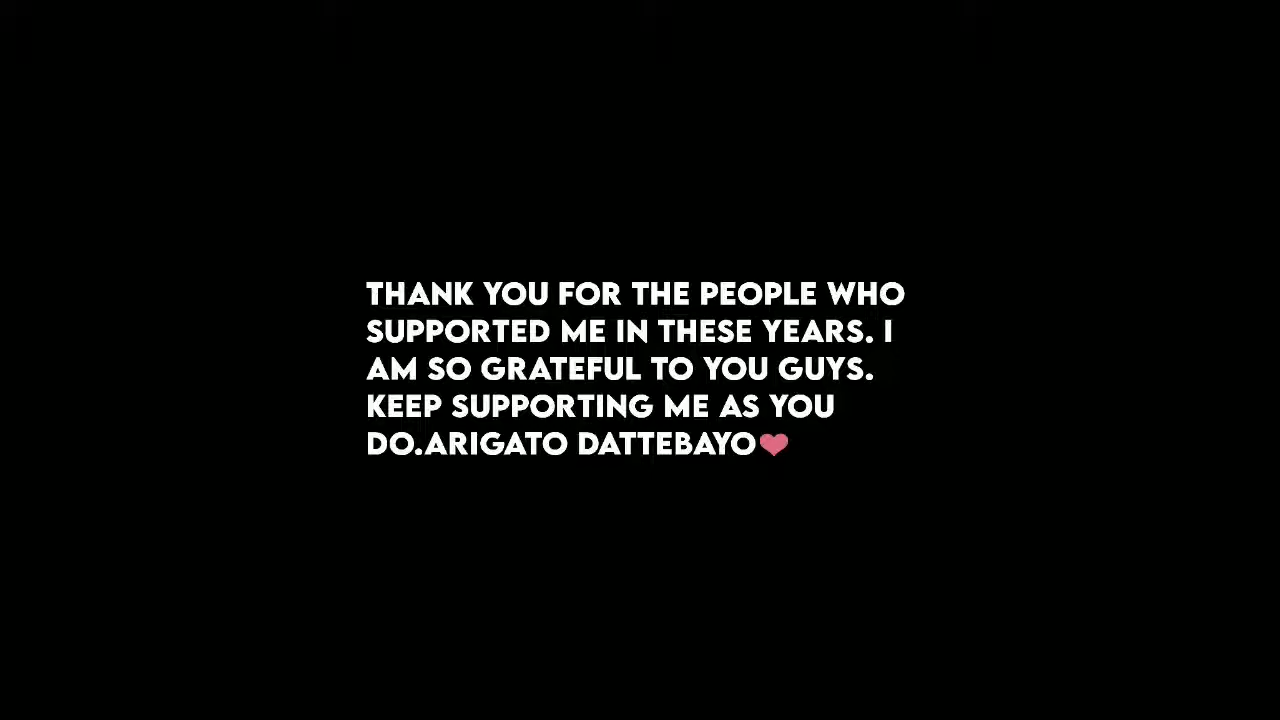 THANK YOU FOR THE PEOPLE WHO
SUPPORTED ME IN THESE YEARS. I
AM SO GRATEFUL TO YOU GUYS.
KEEP SUPPORTING ME AS YOU
DO.ARIGATO DATTEBAYO❤